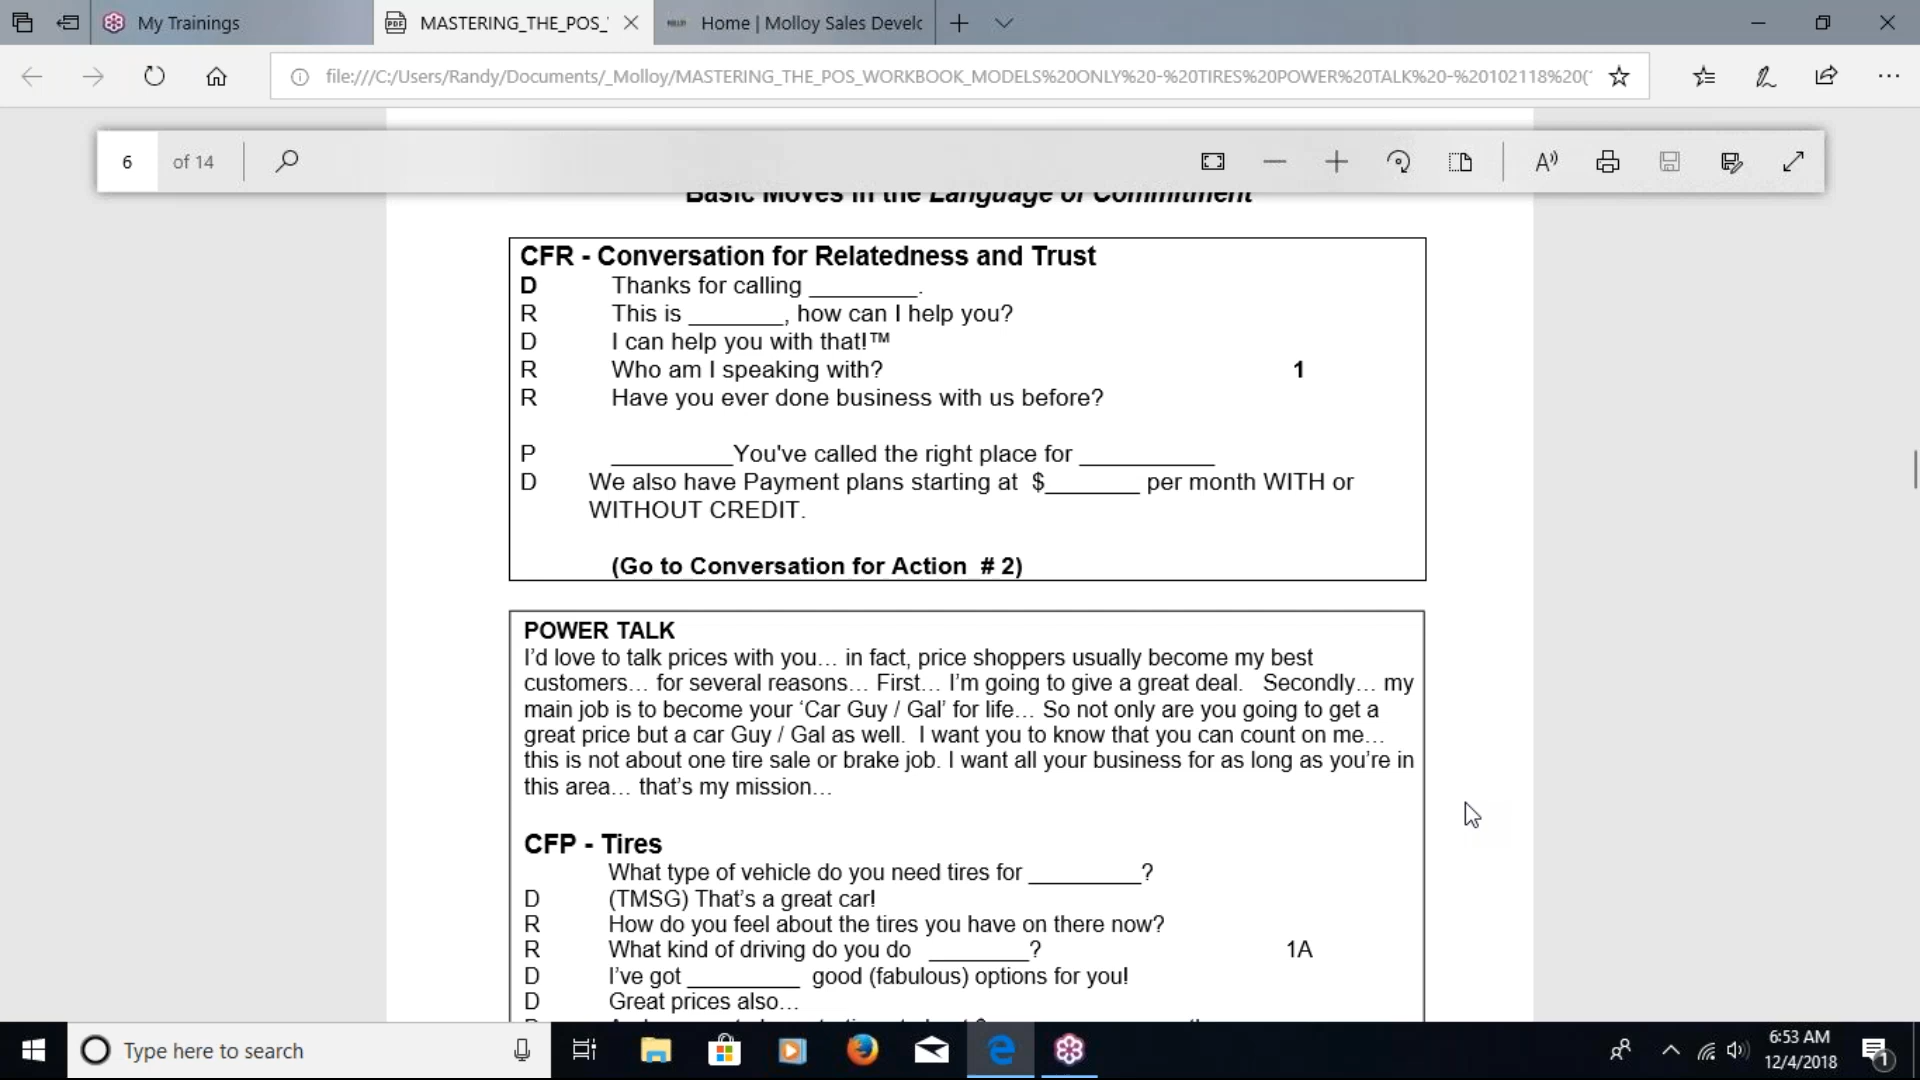 My Trainings
MASTERING_THE_POS_
Home | Molloy Sales Develc
file:///C:/Users/Randy/Documents/_Molloy/MASTERING_THE_POS_WORKBOOK_MODELS%20ONLY%20-%20TIRES%20POWER%20TALK%20-%20102118%20(
6 of 14
Basic Moves in the Language of Commitment
CFR - Conversation for Relatedness and Trust
D Thanks for calling ________.
R This is _______, how can I help you?
D I can help you with that!™
R Who am I speaking with? 1
R Have you ever done business with us before?
P _________You've called the right place for __________
D We also have Payment plans starting at $_______ per month WITH or
WITHOUT CREDIT.
(Go to Conversation for Action # 2)
POWER TALK
I’d love to talk prices with you… in fact, price shoppers usually become my best
customers… for several reasons… First… I’m going to give a great deal. Secondly… my
main job is to become your ‘Car Guy / Gal’ for life… So not only are you going to get a
great price but a car Guy / Gal as well. I want you to know that you can count on me…
this is not about one tire sale or brake job. I want all your business for as long as you’re in
this area… that’s my mission…
CFP - Tires
What type of vehicle do you need tires for _________?
D (TMSG) That’s a great car!
R How do you feel about the tires you have on there now?
R What kind of driving do you do ________? 1A
D I’ve got _________ good (fabulous) options for you!
D Great prices also…
Type here to search
6:53 AM
12/4/2018
1